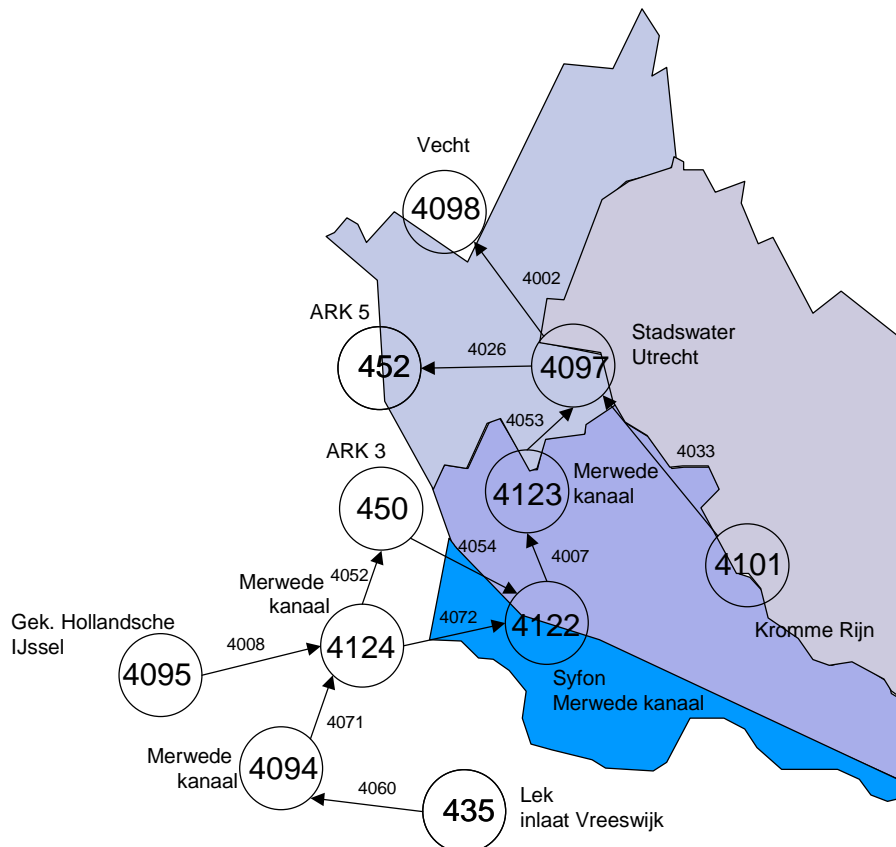 Vecht
4098
4002
ARK 5
452
4026
4097
Stadswater
Utrecht
4053
4033
ARK 3
450
4123
Merwede
kanaal
4054
4007
4101
Kromme Rijn
Merwede
kanaal
4052
4072
4122
Syfon
Merwede kanaal
Gek. Hollandsche
IJssel
4008
4095
4124
4071
Merwede
kanaal
4094
4060
435
Lek
inlaat Vreeswijk